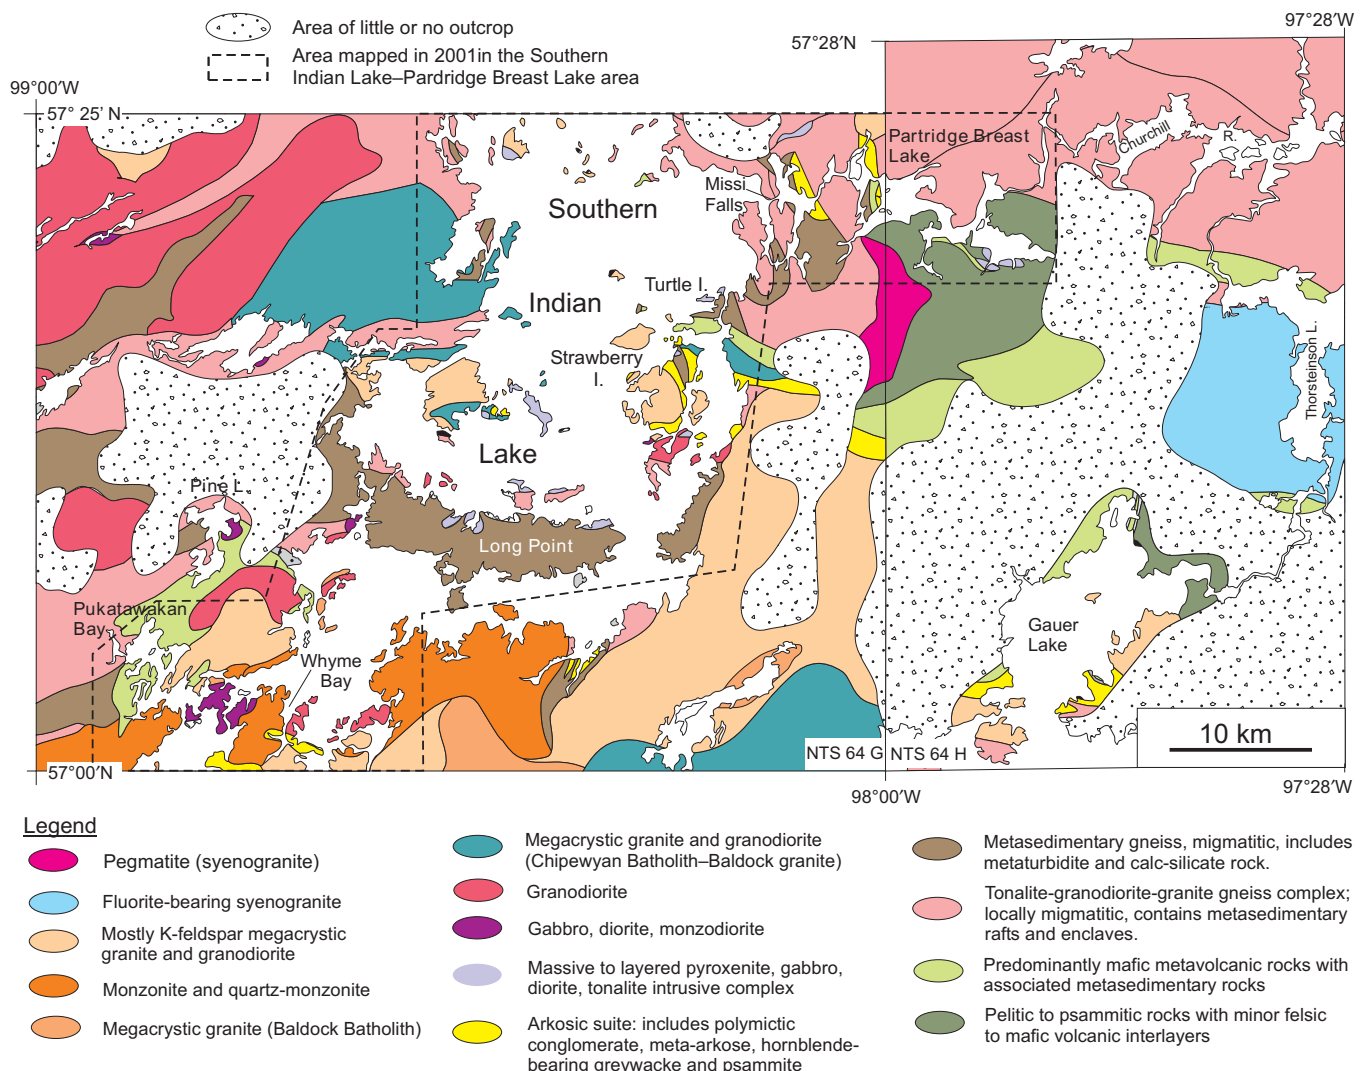 Area of little or no outcrop
Area mapped in 2001in the Southern
Indian Lake–Pardridge Breast Lake area
97°28′W
57°28′N
99°00′W
57° 25′ N
Partridge Breast
Lake
Churchill
R.
Missi
Falls
Southern
Turtle I.
Indian
Strawberry
I.
Thorsteinson L.
Lake
Pine L.
Long Point
Pukatawakan
Bay
Gauer
Lake
Whyme
Bay
10 km
NTS 64 G
NTS 64 H
57°00′N
98°00′W
97°28′W
Legend
Pegmatite (syenogranite)
Fluorite-bearing syenogranite
Mostly K-feldspar megacrystic
granite and granodiorite
Monzonite and quartz-monzonite
Megacrystic granite (Baldock Batholith)
Megacrystic granite and granodiorite
(Chipewyan Batholith–Baldock granite)
Granodiorite
Gabbro, diorite, monzodiorite
Massive to layered pyroxenite, gabbro,
diorite, tonalite intrusive complex
Arkosic suite: includes polymictic
conglomerate, meta-arkose, hornblende-
bearing greywacke and psammite
Metasedimentary gneiss, migmatitic, includes
metaturbidite and calc-silicate rock.
Tonalite-granodiorite-granite gneiss complex;
locally migmatitic, contains metasedimentary
rafts and enclaves.
Predominantly mafic metavolcanic rocks with
associated metasedimentary rocks
Pelitic to psammitic rocks with minor felsic
to mafic volcanic interlayers